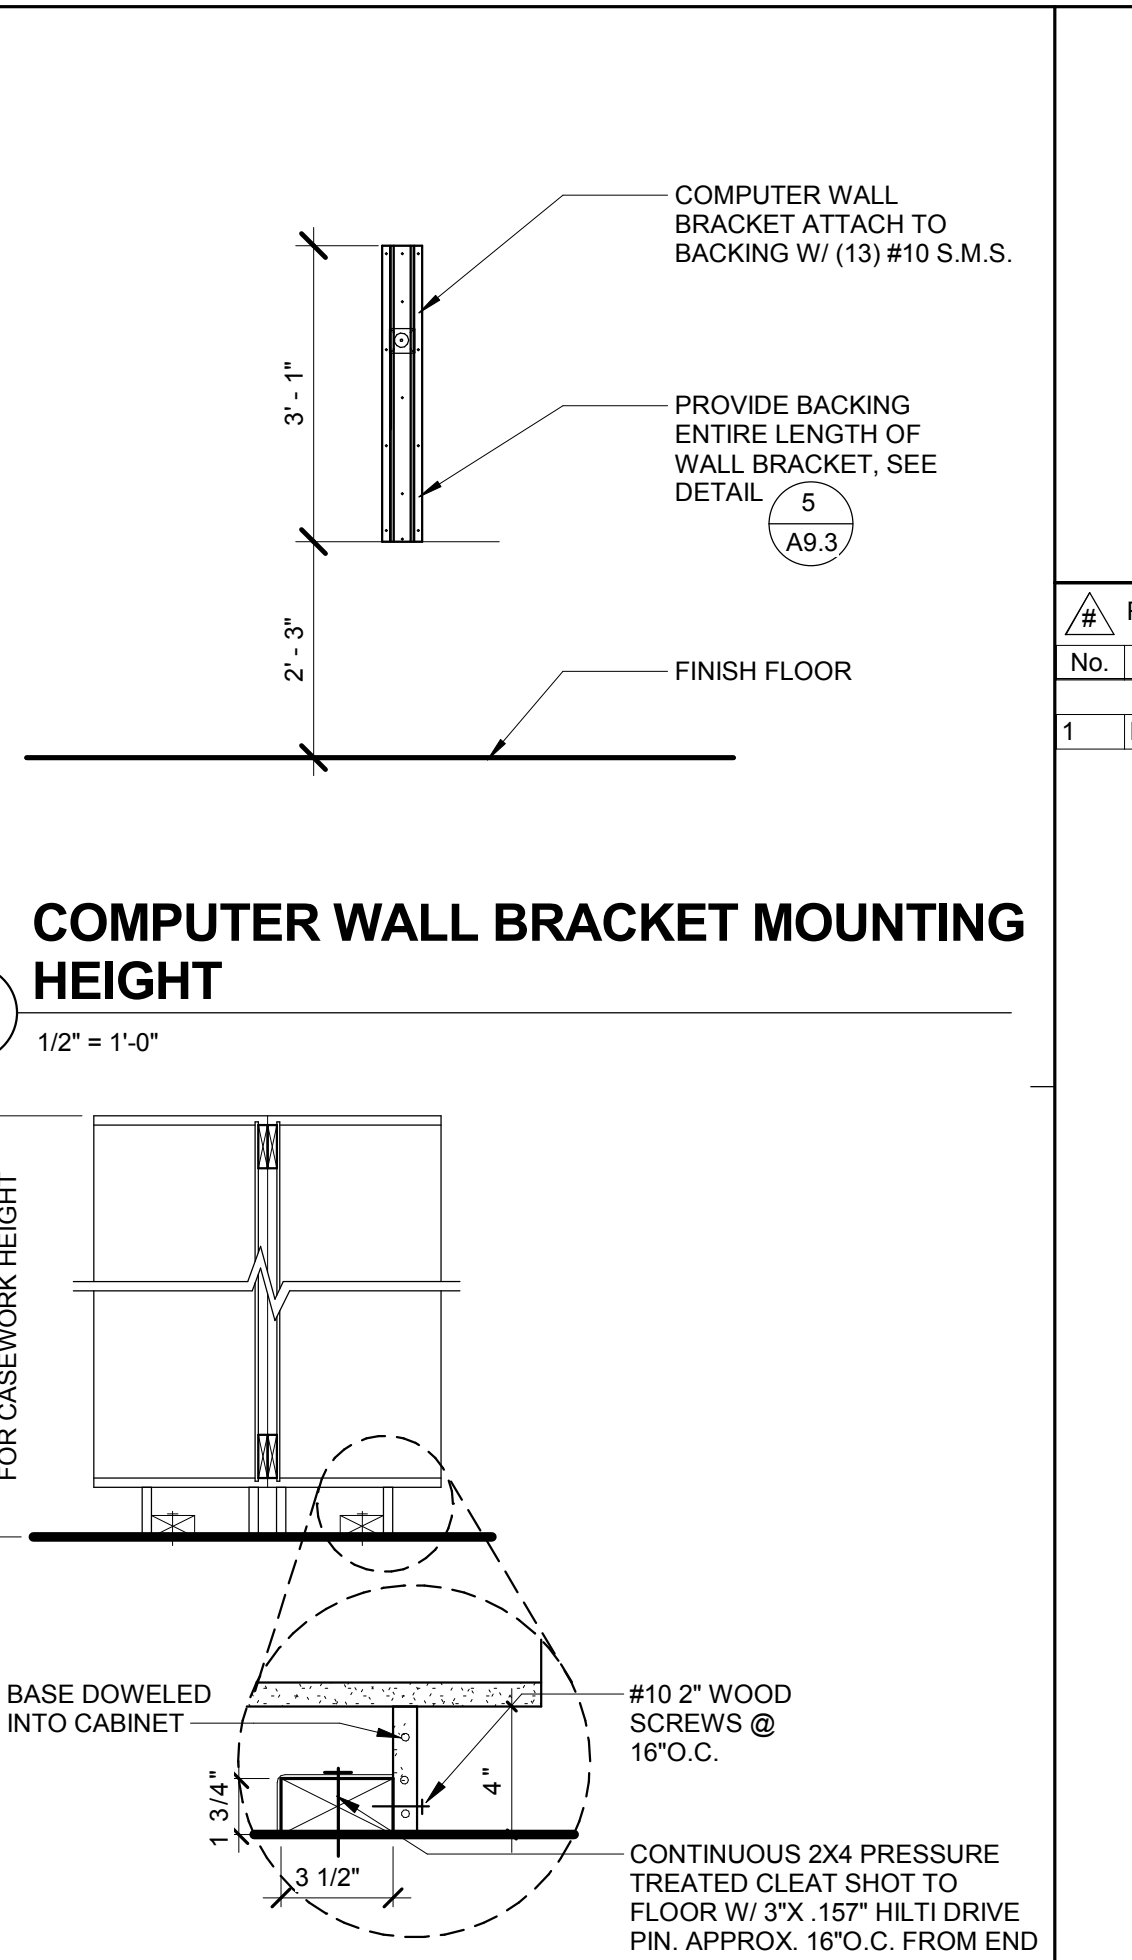 COMPUTER WALL
BRACKET ATTACH TO
BACKING W/ (13) #10 S.M.S.
3' - 1"
PROVIDE BACKING
ENTIRE LENGTH OF
WALL BRACKET, SEE
DETAIL
5
A9.3
2' - 3"
FINISH FLOOR
#
No.
1
COMPUTER WALL BRACKET MOUNTING
HEIGHT
1/2" = 1'-0"
FOR CASEWORK HEIGHT
BASE DOWELED
INTO CABINET
#10 2" WOOD
SCREWS @
16"O.C.
1 3/4"
4"
3 1/2"
CONTINUOUS 2X4 PRESSURE
TREATED CLEAT SHOT TO
FLOOR W/ 3"X .157" HILTI DRIVE
PIN. APPROX. 16"O.C. FROM END